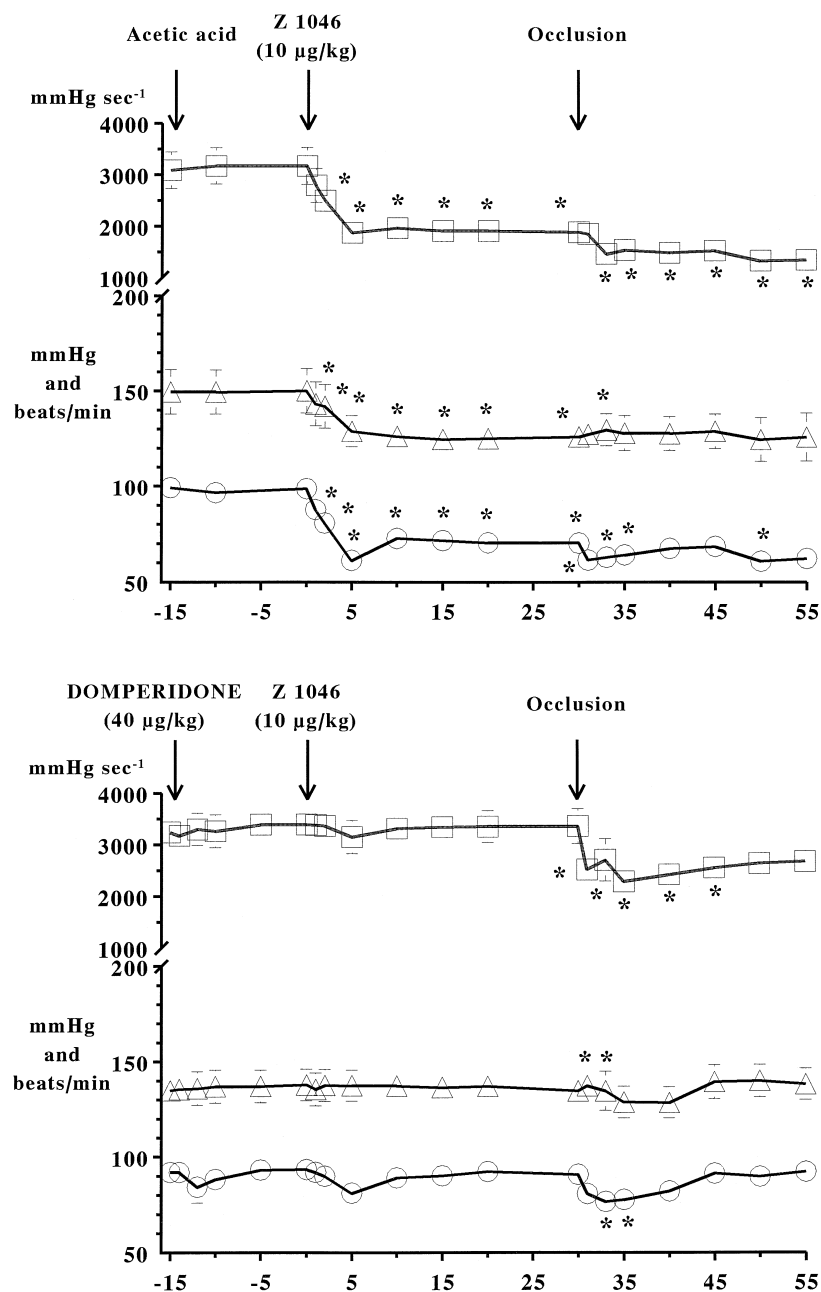 Acetic acid
Z 1046
(10 µg/kg)
Occlusion
mmHg sec-1
4000
3000
2000
1000
200
mmHg
and
beats/min
150
100
50
-15 -5 5 15 25 35 45 55
* * * * * *
* * * * * *
* * * * * * *
*
* * * * * * * *
* *
*
DOMPERIDONE
(40 µg/kg)
Z 1046
(10 µg/kg)
Occlusion
mmHg sec-1
4000
3000
2000
1000
200
mmHg
and
beats/min
150
100
50
* * * * *
* *
* *
-15 -5 5 15 25 35 45 55